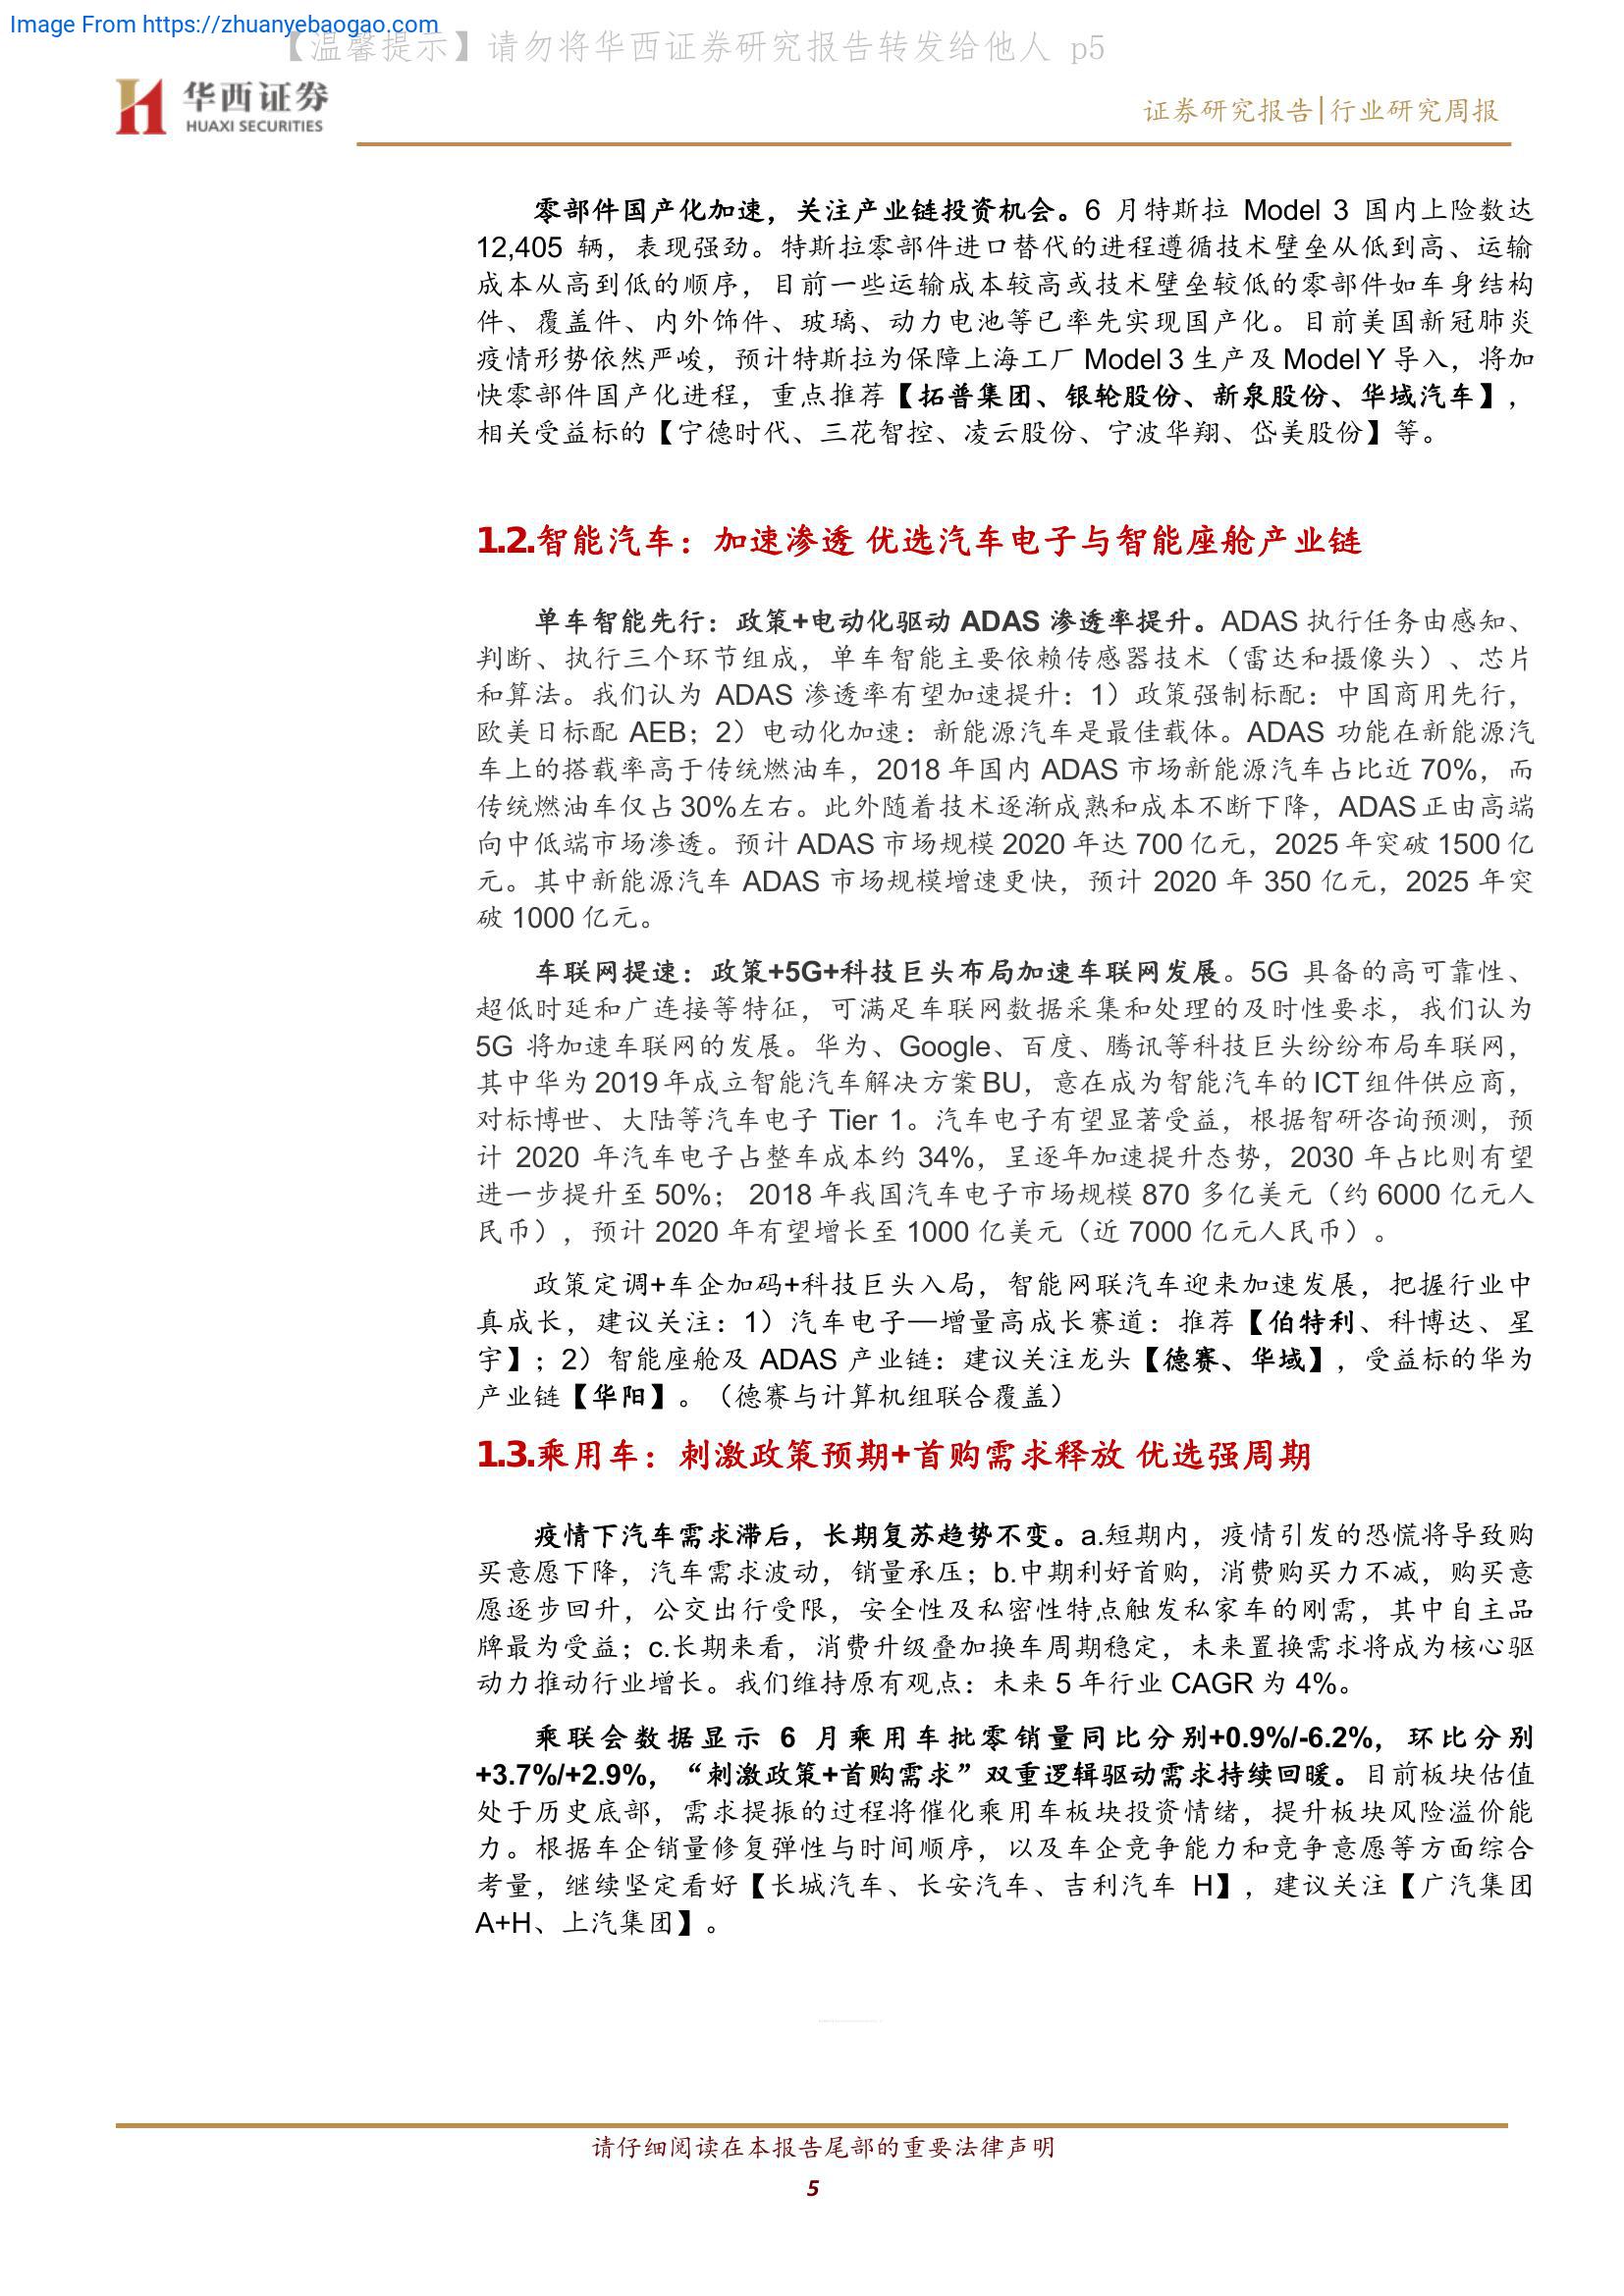 Image From https://zhuanyebaogao.com
【温馨提示】请勿将华西证券研究报告转发给他人 p5
华西证券
HUAXI SECURITIES
证券研究报告|行业研究周报
零部件国产化加速，关注产业链投资机会。6 月特斯拉 Model 3 国内上险数达
12,405 辆，表现强劲。特斯拉零部件进口替代的进程遵循技术壁垒从低到高、运输
成本从高到低的顺序，目前一些运输成本较高或技术壁垒较低的零部件如车身结构
件、覆盖件、内外饰件、玻璃、动力电池等已率先实现国产化。目前美国新冠肺炎
疫情形势依然严峻，预计特斯拉为保障上海工厂 Model 3 生产及 Model Y 导入，将加
快零部件国产化进程，重点推荐【拓普集团、银轮股份、新泉股份、华域汽车】，
相关受益标的【宁德时代、三花智控、凌云股份、宁波华翔、岱美股份】等。
1.2.智能汽车：加速渗透 优选汽车电子与智能座舱产业链
单车智能先行：政策+电动化驱动 ADAS 渗透率提升。ADAS 执行任务由感知、
判断、执行三个环节组成，单车智能主要依赖传感器技术（雷达和摄像头）、芯片
和算法。我们认为 ADAS 渗透率有望加速提升：1）政策强制标配：中国商用先行，
欧美日标配 AEB；2）电动化加速：新能源汽车是最佳载体。ADAS 功能在新能源汽
车上的搭载率高于传统燃油车，2018 年国内 ADAS 市场新能源汽车占比近 70%，而
传统燃油车仅占 30%左右。此外随着技术逐渐成熟和成本不断下降，ADAS 正由高端
向中低端市场渗透。预计 ADAS 市场规模 2020 年达 700 亿元，2025 年突破 1500 亿
元。其中新能源汽车 ADAS 市场规模增速更快，预计 2020 年 350 亿元，2025 年突
破 1000 亿元。
车联网提速：政策+5G+科技巨头布局加速车联网发展。5G 具备的高可靠性、
超低时延和广连接等特征，可满足车联网数据采集和处理的及时性要求，我们认为
5G 将加速车联网的发展。华为、Google、百度、腾讯等科技巨头纷纷布局车联网，
其中华为 2019 年成立智能汽车解决方案 BU，意在成为智能汽车的 ICT 组件供应商，
对标博世、大陆等汽车电子 Tier 1。汽车电子有望显著受益，根据智研咨询预测，预
计 2020 年汽车电子占整车成本约 34%，呈逐年加速提升态势，2030 年占比则有望
进一步提升至 50%； 2018 年我国汽车电子市场规模 870 多亿美元（约 6000 亿元人
民币），预计 2020 年有望增长至 1000 亿美元（近 7000 亿元人民币）。
政策定调+车企加码+科技巨头入局，智能网联汽车迎来加速发展，把握行业中
真成长，建议关注：1）汽车电子—增量高成长赛道：推荐【伯特利、科博达、星
宇】；2）智能座舱及 ADAS 产业链：建议关注龙头【德赛、华域】，受益标的华为
产业链【华阳】。（德赛与计算机组联合覆盖）
1.3.乘用车：刺激政策预期+首购需求释放 优选强周期
疫情下汽车需求滞后，长期复苏趋势不变。a.短期内，疫情引发的恐慌将导致购
买意愿下降，汽车需求波动，销量承压；b.中期利好首购，消费购买力不减，购买意
愿逐步回升，公交出行受限，安全性及私密性特点触发私家车的刚需，其中自主品
牌最为受益；c.长期来看，消费升级叠加换车周期稳定，未来置换需求将成为核心驱
动力推动行业增长。我们维持原有观点：未来 5 年行业 CAGR 为 4%。
乘联会数据显示 6 月乘用车批零销量同比分别+0.9%/-6.2%，环比分别
+3.7%/+2.9%，“刺激政策+首购需求”双重逻辑驱动需求持续回暖。目前板块估值
处于历史底部，需求提振的过程将催化乘用车板块投资情绪，提升板块风险溢价能
力。根据车企销量修复弹性与时间顺序，以及车企竞争能力和竞争意愿等方面综合
考量，继续坚定看好【长城汽车、长安汽车、吉利汽车 H】，建议关注【广汽集团
A+H、上汽集团】。
请仔细阅读在本报告尾部的重要法律声明
5